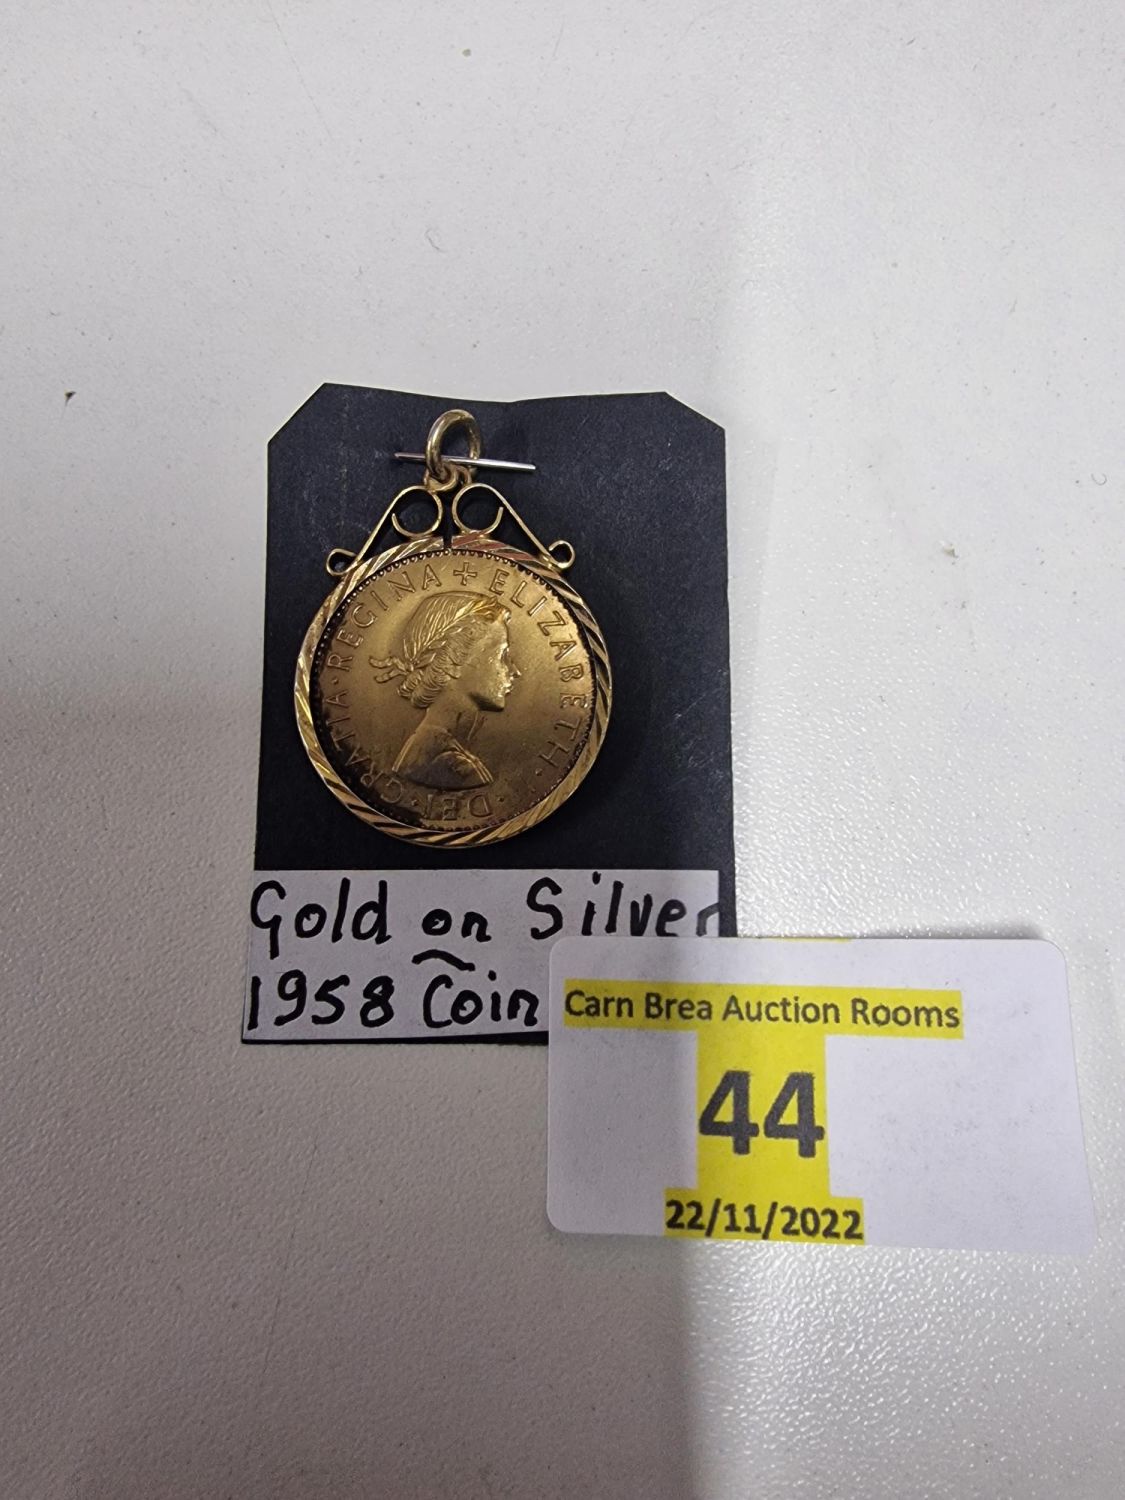 + ELIZABETH · DEI · GRATIA · REGINA
Gold on Silver
1958 Coin
Carn Brea Auction Rooms
44
22/11/2022